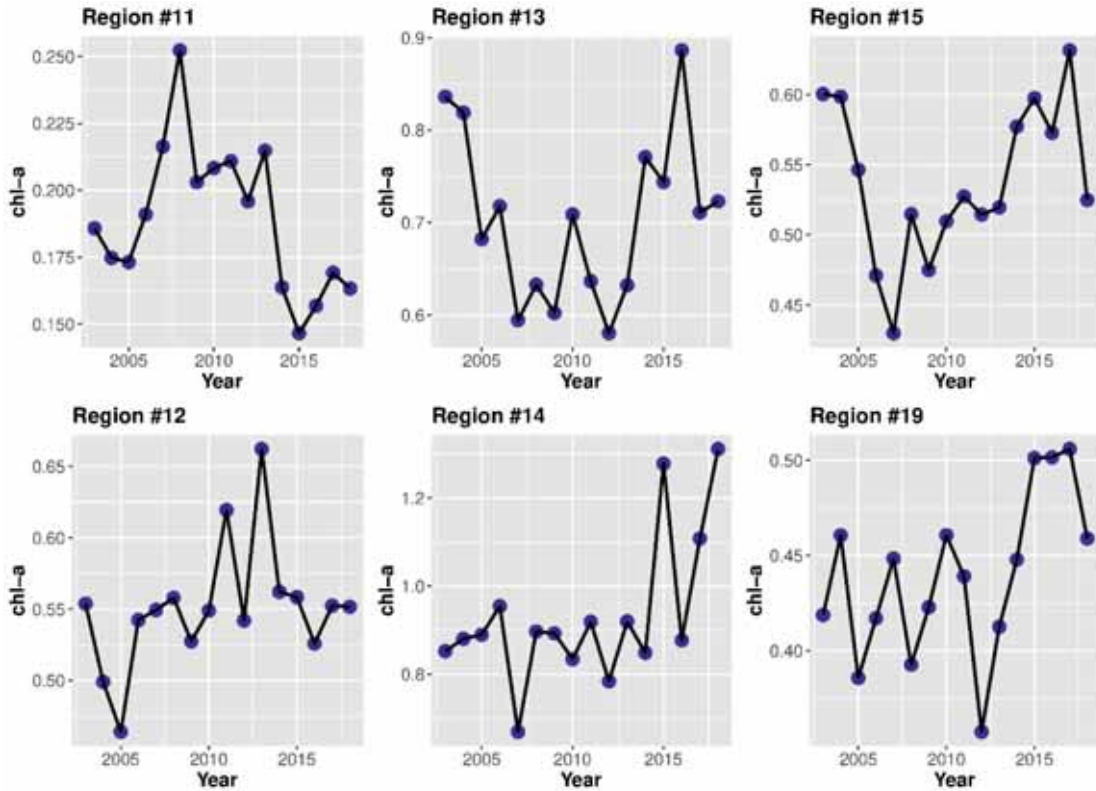 Region #11
Region #13
Region #15
chl-a
0.250
0.225
0.200
0.175
0.150
2005
2010
2015
Year
chl-a
0.9
0.8
0.7
0.6
2005
2010
2015
Year
chl-a
0.60
0.55
0.50
0.45
2005
2010
2015
Year
Region #12
Region #14
Region #19
chl-a
0.65
0.60
0.55
0.50
2005
2010
2015
Year
chl-a
1.2
1.0
0.8
2005
2010
2015
Year
chl-a
0.50
0.45
0.40
2005
2010
2015
Year